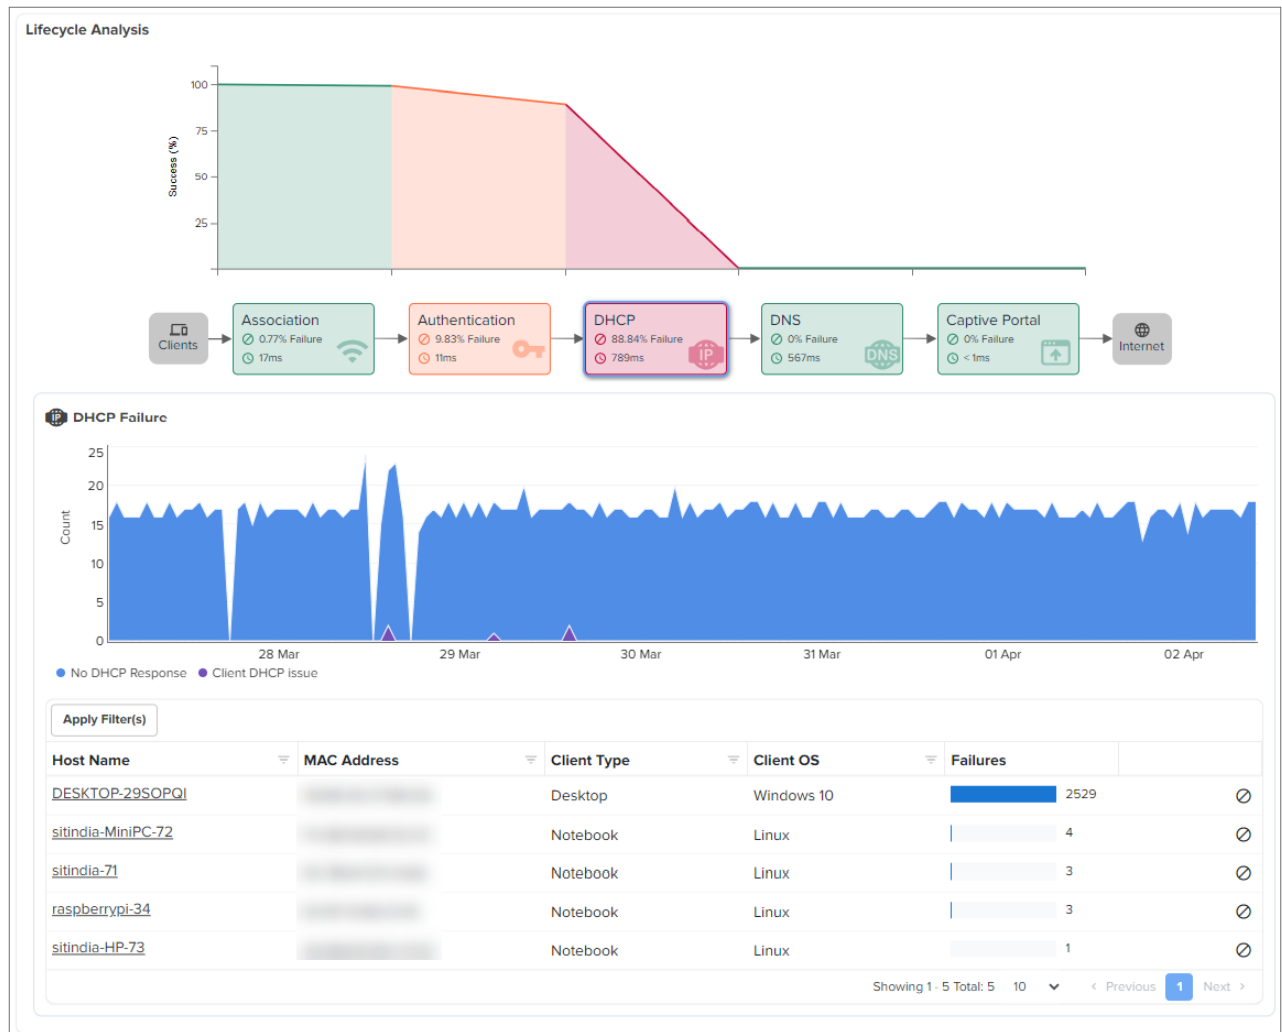 Lifecycle Analysis
100
75
50
25
Success (%)
Clients
Association
0.77% Failure
17ms
Authentication
9.83% Failure
11ms
DHCP
88.84% Failure
789ms
IP
DNS
0% Failure
567ms
DNS
Captive Portal
0% Failure
< 1ms
Internet
IP DHCP Failure
25
20
15
10
5
0
Count
28 Mar 29 Mar 30 Mar 31 Mar 01 Apr 02 Apr
No DHCP Response Client DHCP issue
Apply Filter(s)
Host Name MAC Address Client Type Client OS Failures
DESKTOP-29SOPQI Desktop Windows 10 2529
sitindia-MiniPC-72 Notebook Linux 4
sitindia-71 Notebook Linux 3
raspberrypi-34 Notebook Linux 3
sitindia-HP-73 Notebook Linux 1
Showing 1 - 5 Total: 5 10 < Previous 1 Next >